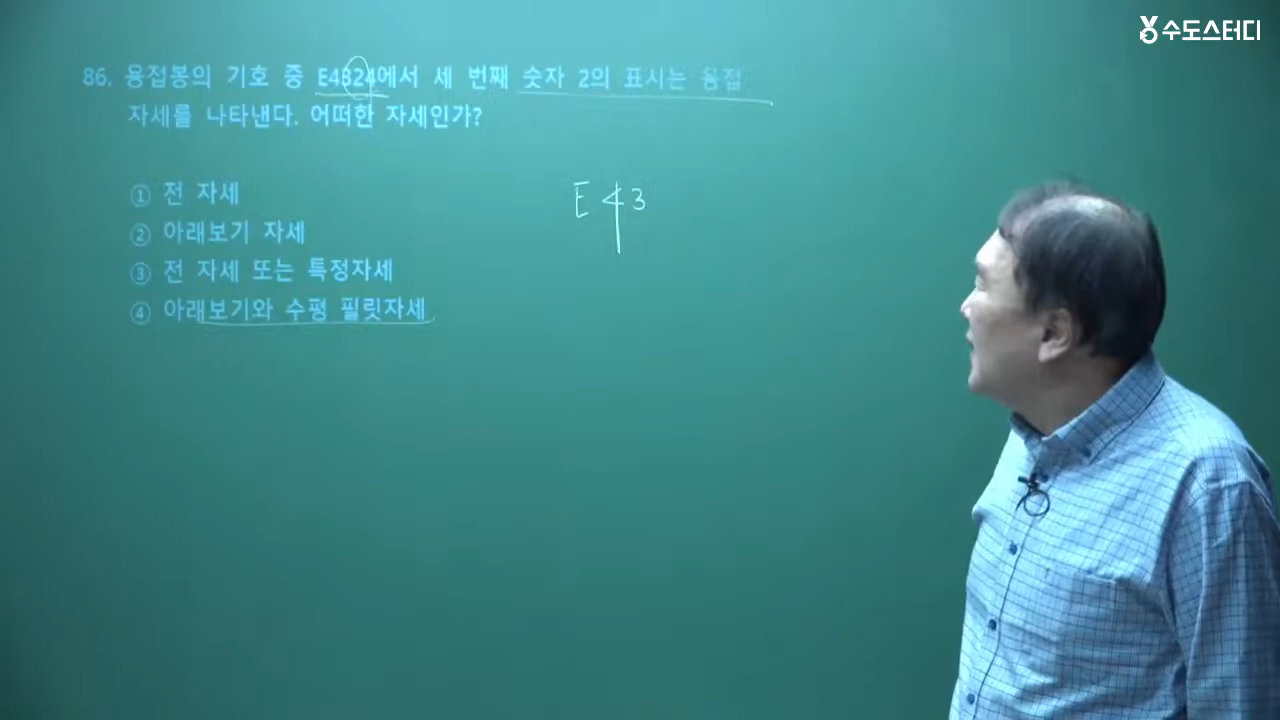 수도스터디
86. 용접봉의 기호 중 E4324에서 세 번째 숫자 2의 표시는 용접
자세를 나타낸다. 어떠한 자세인가?
① 전 자세
② 아래보기 자세
③ 전 자세 또는 특정자세
④ 아래보기와 수평 필릿자세
E 43